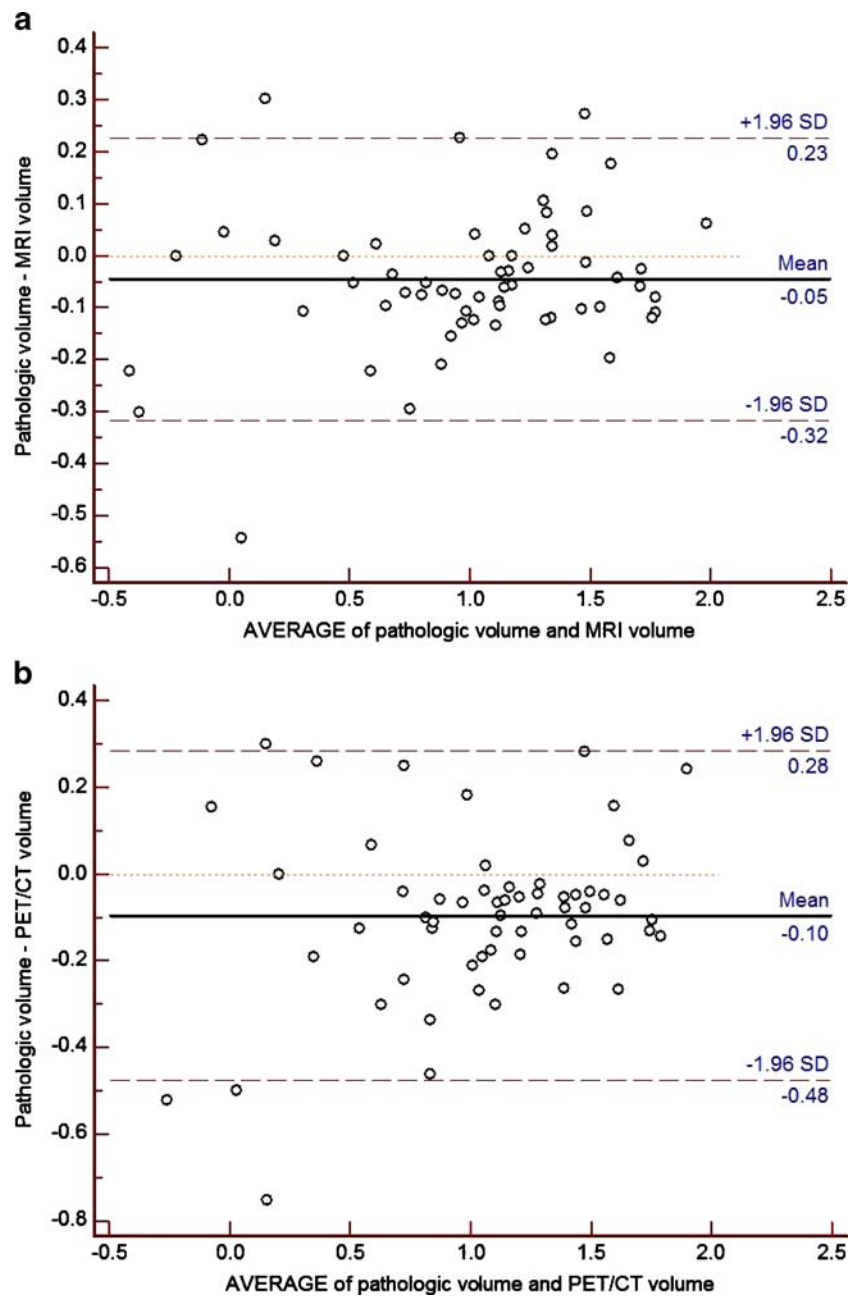 a
0.4
0.3
+1.96 SD
0.2
0.23
0.1
0.0
Mean
-0.05
-0.1
-0.2
-0.3
-1.96 SD
-0.32
-0.4
-0.5
-0.6
Pathologic volume - MRI volume
-0.5 0.0 0.5 1.0 1.5 2.0 2.5
AVERAGE of pathologic volume and MRI volume
b
0.4
+1.96 SD
0.28
0.2
0.0
Mean
-0.10
-0.2
-0.4
-1.96 SD
-0.48
-0.6
-0.8
Pathologic volume - PET/CT volume
-0.5 0.0 0.5 1.0 1.5 2.0 2.5
AVERAGE of pathologic volume and PET/CT volume